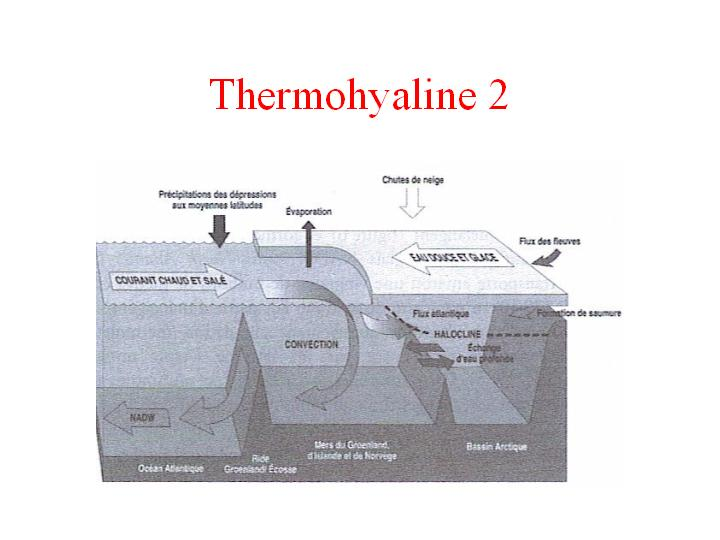 Thermohyaline 2
Chutes de neige
Précipitations des dépressions
aux moyennes latitudes
Évaporation
Flux des fleuves
EAU DOUCE ET GLACE
COURANT CHAUD ET SALÉ
Flux atlantique
Formation de saumure
HALOCLINE
CONVECTION
Échange
d'eau profonde
NADW
Mers du Groenland,
d'Islande et de Norvège
Bassin Arctique
Océan Atlantique
Ride
Groenland/Écosse